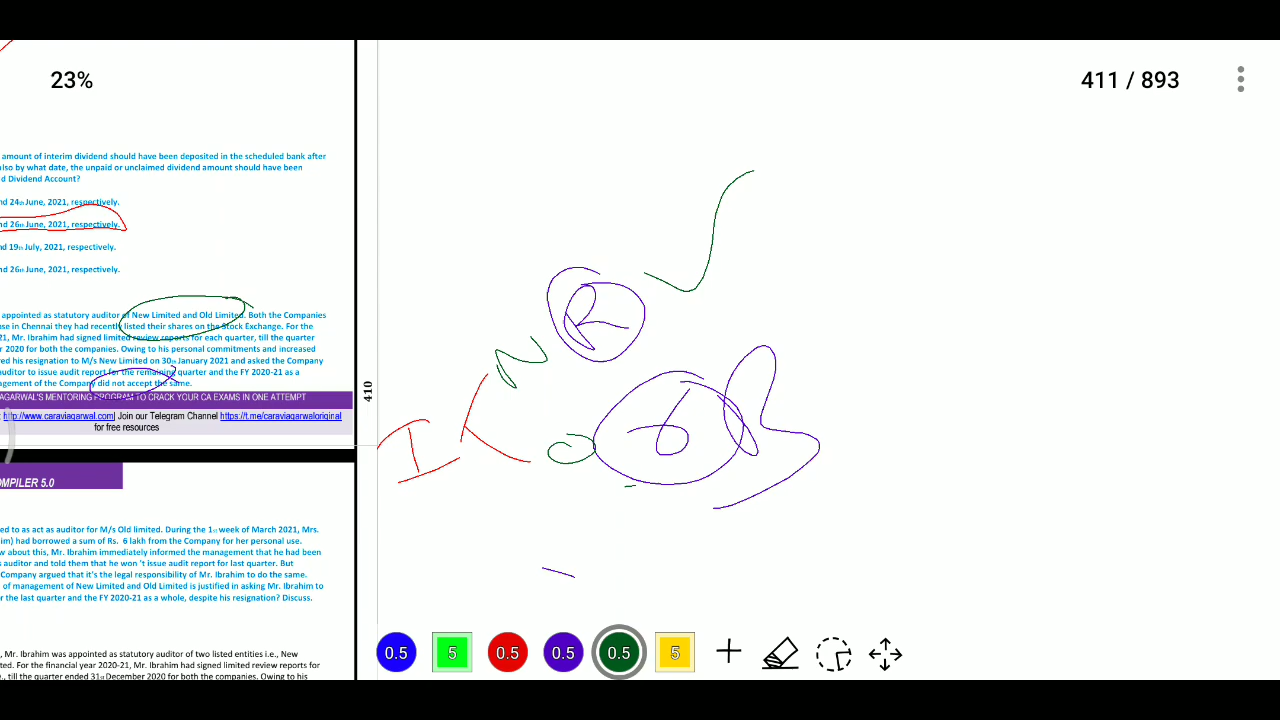 23%
411 / 893
amount of interim dividend should have been deposited in the scheduled bank after
also by what date, the unpaid or unclaimed dividend amount should have been
d Dividend Account?
nd 24th June, 2021, respectively.
nd 26th June, 2021, respectively.
nd 19th July, 2021, respectively.
nd 26th June, 2021, respectively.
appointed as statutory auditor of New Limited and Old Limited. Both the Companies
se in Chennai they had recently listed their shares on the Stock Exchange. For the
21, Mr. Ibrahim had signed limited review reports for each quarter, till the quarter
r 2020 for both the companies. Owing to his personal commitments and increased
red his resignation to M/s New Limited on 30th January 2021 and asked the Company
auditor to issue audit report for the remaining quarter and the FY 2020-21 as a
agement of the Company did not accept the same.
AGARWAL'S MENTORING PROGRAM TO CRACK YOUR CA EXAMS IN ONE ATTEMPT
http://www.caraviagarwal.com| Join our Telegram Channel https://t.me/caraviagarwaloriginal
for free resources
410
OMPILER 5.0
ed to as act as auditor for M/s Old limited. During the 1st week of March 2021, Mrs.
im) had borrowed a sum of Rs. 6 lakh from the Company for her personal use.
w about this, Mr. Ibrahim immediately informed the management that he had been
s auditor and told them that he won 't issue audit report for last quarter. But
Company argued that it's the legal responsibility of Mr. Ibrahim to do the same.
of management of New Limited and Old Limited is justified in asking Mr. Ibrahim to
r the last quarter and the FY 2020-21 as a whole, despite his resignation? Discuss.
, Mr. Ibrahim was appointed as statutory auditor of two listed entities i.e., New
ted. For the financial year 2020-21, Mr. Ibrahim had signed limited review reports for
e., till the quarter ended 31st December 2020 for both the companies. Owing to his
R
N
I
O
0.5 5 0.5 0.5 0.5 5